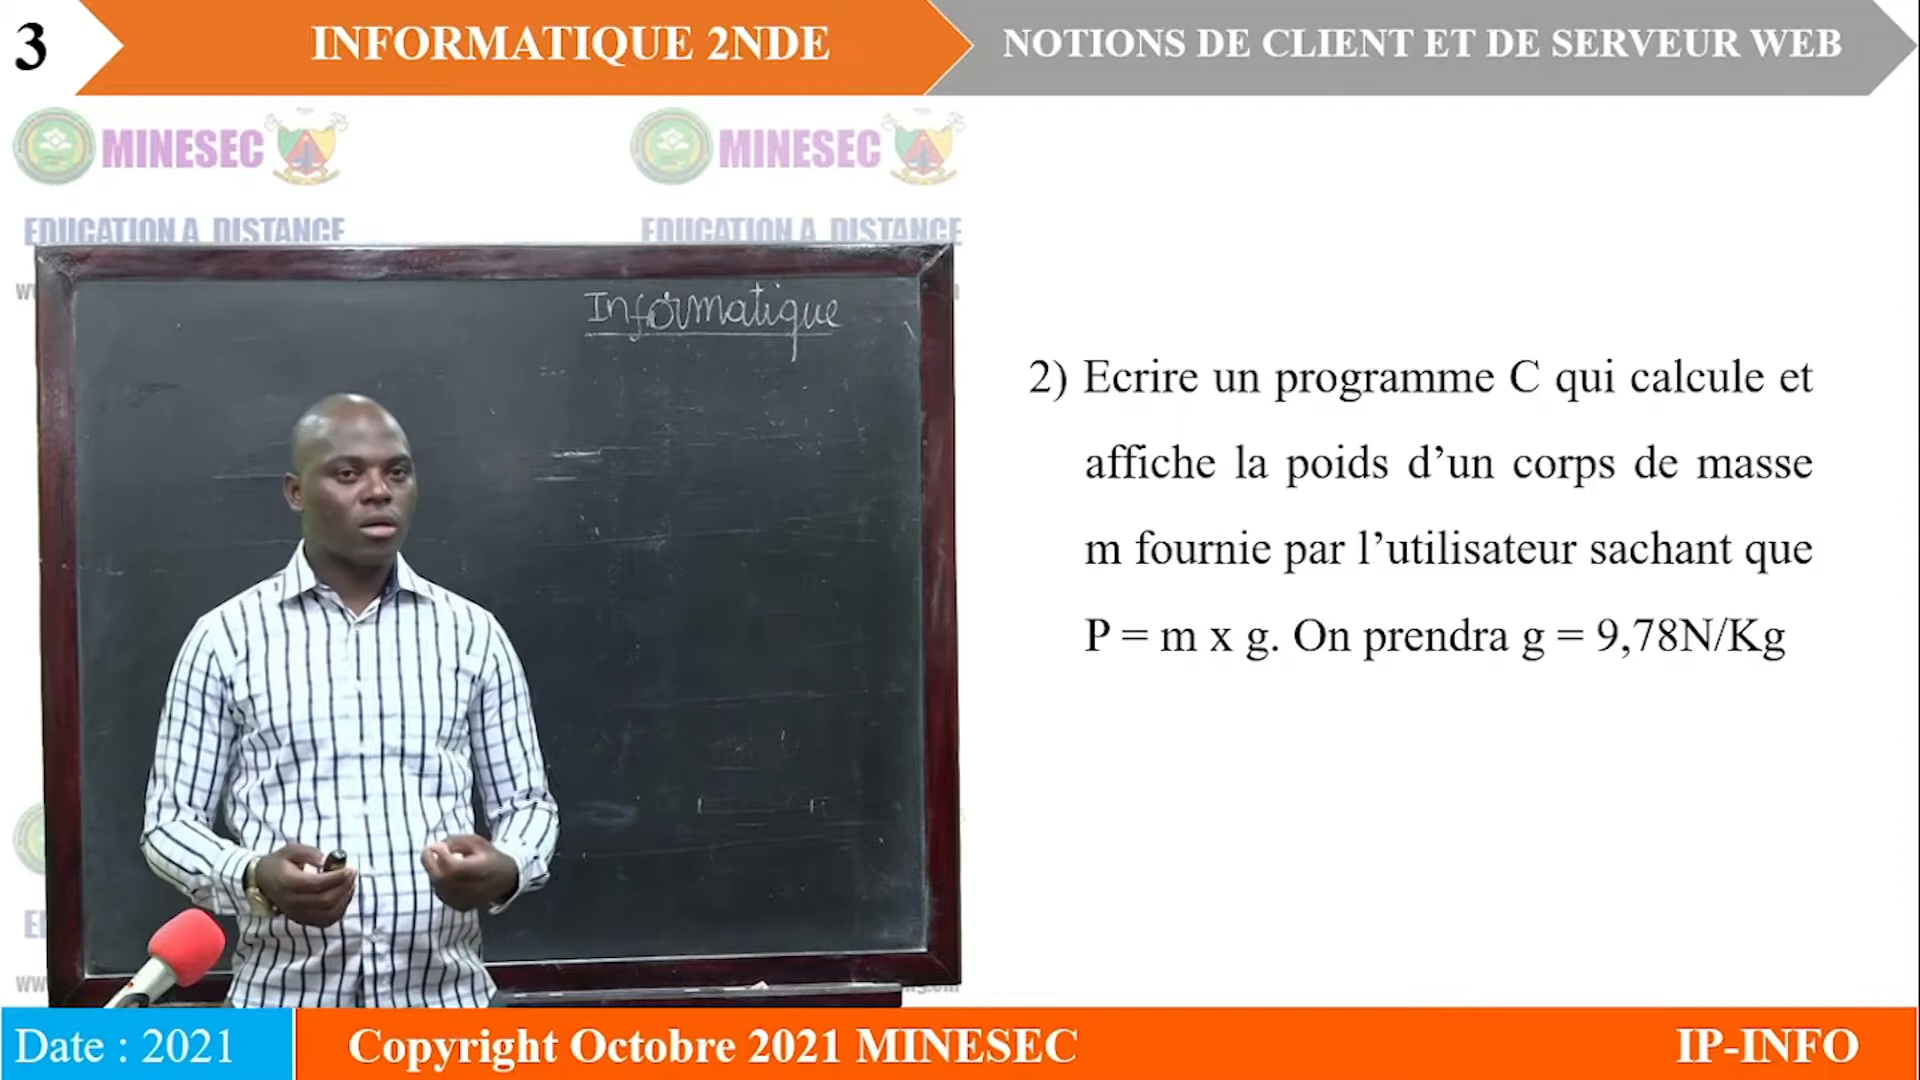 3
INFORMATIQUE 2NDE
NOTIONS DE CLIENT ET DE SERVEUR WEB
MINESEC
MINESEC
EDUCATION A DISTANCE
EDUCATION A DISTANCE
Informatique
2) Ecrire un programme C qui calcule et
affiche la poids d’un corps de masse
m fournie par l’utilisateur sachant que
P = m x g. On prendra g = 9,78N/Kg
Date : 2021
Copyright Octobre 2021 MINESEC
IP-INFO